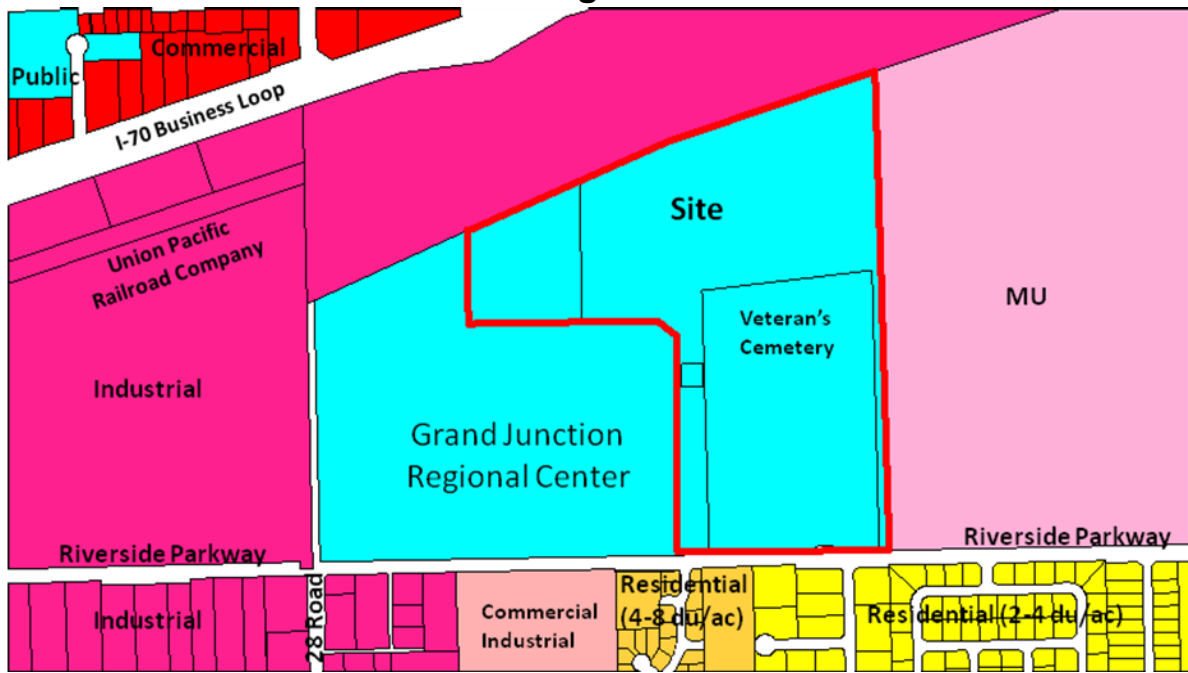 Commercial
Public
I-70 Business Loop
Site
Union Pacific
Railroad Company
MU
Veteran's
Cemetery
Industrial
Grand Junction
Regional Center
Riverside Parkway
Riverside Parkway
28 Road
Industrial
Commercial
Industrial
Residential
(4-8 du/ac)
Residential (2-4 du/ac)